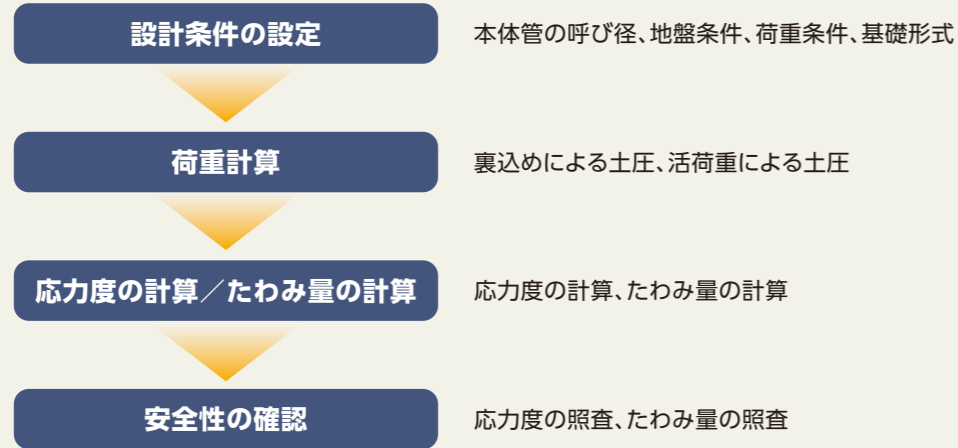 設計条件の設定 本体管の呼び径、地盤条件、荷重条件、基礎形式
荷重計算 裏込めによる土圧、活荷重による土圧
応力度の計算／たわみ量の計算 応力度の計算、たわみ量の計算
安全性の確認 応力度の照査、たわみ量の照査